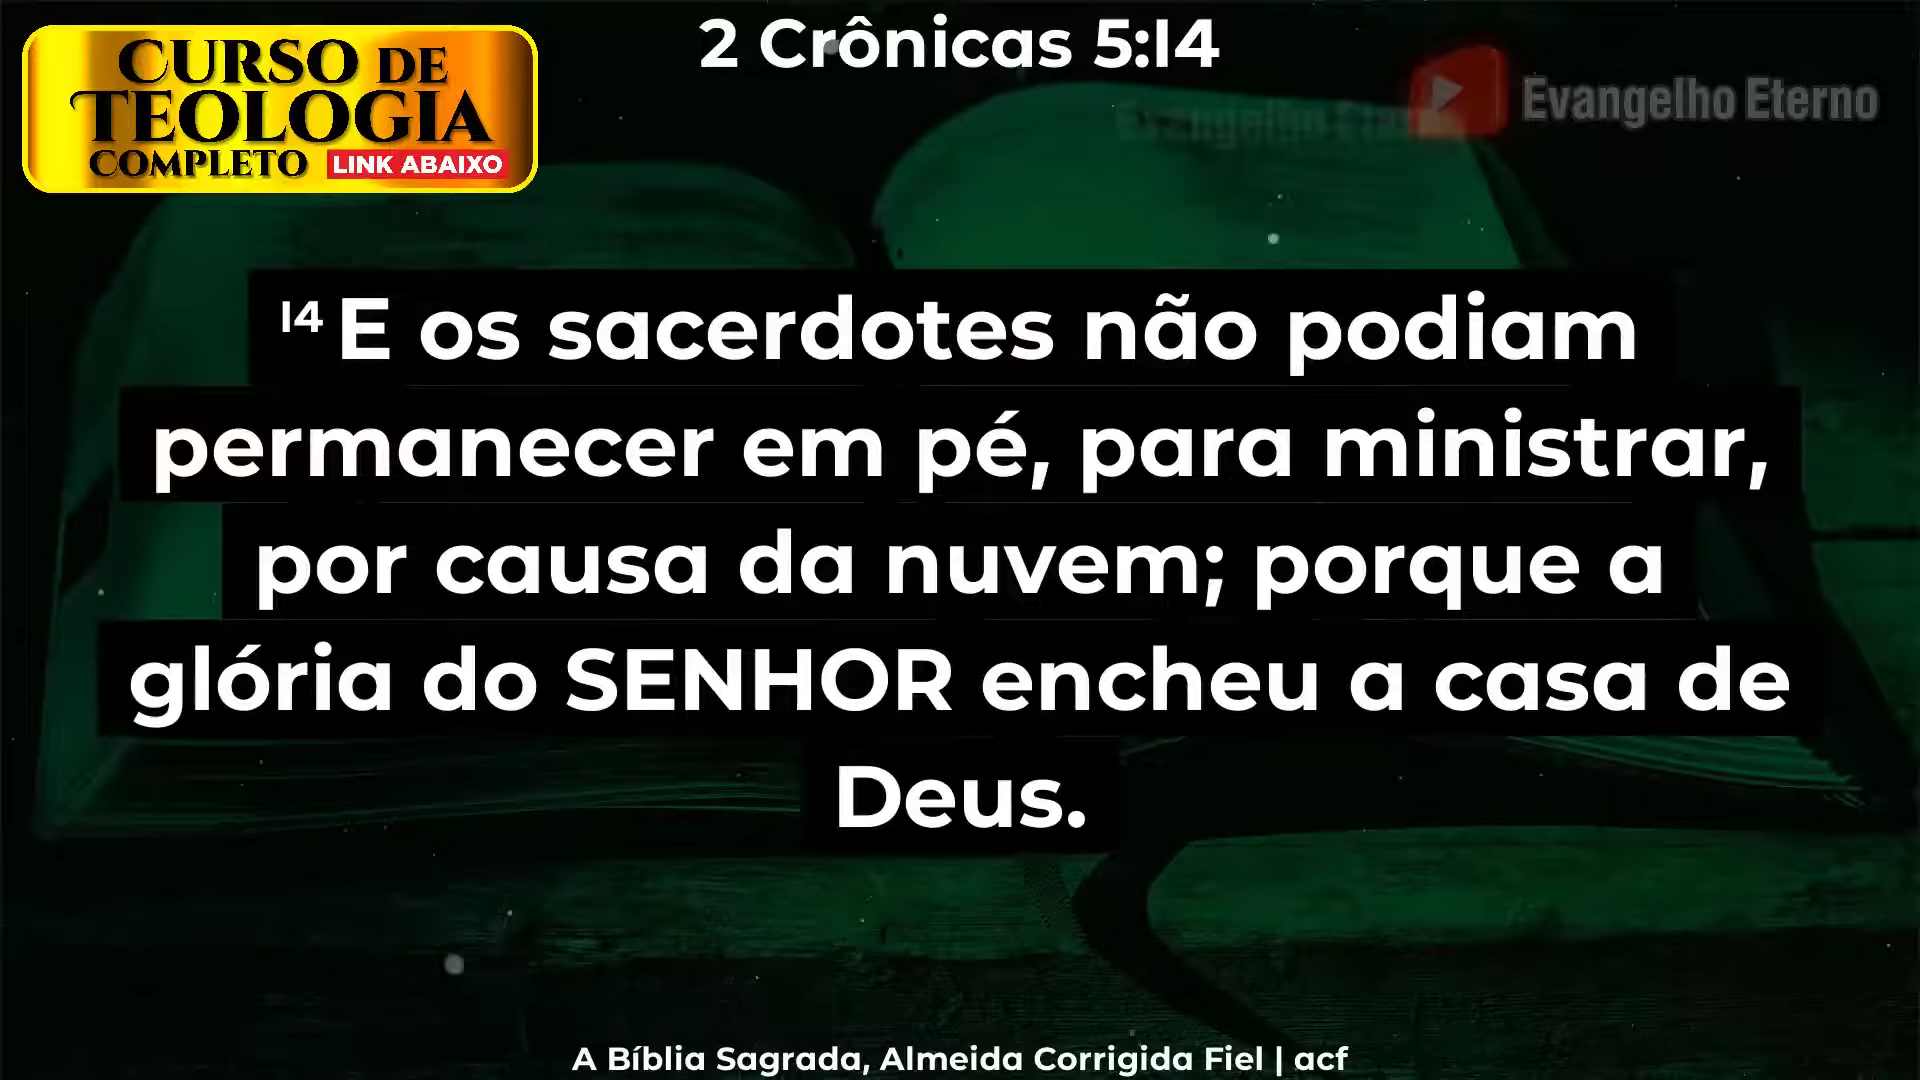 2 Crônicas 5:14
CURSO DE
TEOLOGIA
COMPLETO LINK ABAIXO
Evangelho Eterno
14 E os sacerdotes não podiam
permanecer em pé, para ministrar,
por causa da nuvem; porque a
glória do SENHOR encheu a casa de
Deus.
A Bíblia Sagrada, Almeida Corrigida Fiel | acf